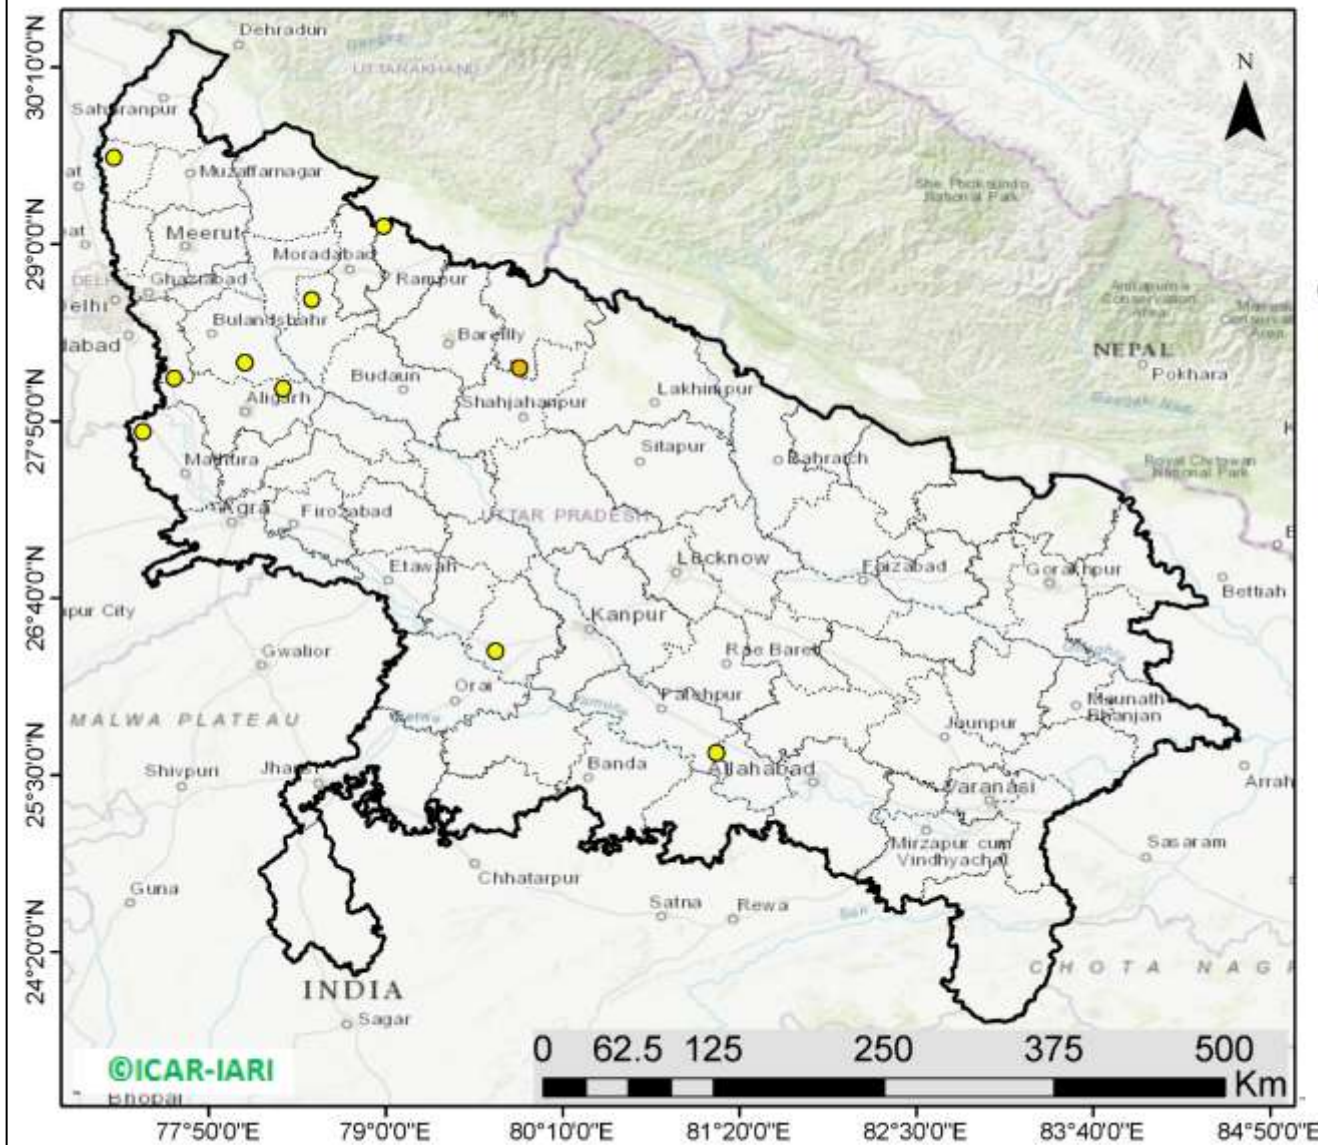 Dehradun
UTTARAKHAND
30°10'0"N
N
Saharanpur
Muzaffarnagar
She Phoksundo
National Park
29°0'0"N
Meerut
Moradabad
Ghaziabad
Rampur
Annapurna
Conservation
Area
Bulandshahr
Bareilly
NEPAL
Pokhara
Budaun
Lakhimpur
Aligarh
Shahjahanpur
27°50'0"N
Mathura
Sitapur
Bahraich
Royal Chitawan
National Park
Agra
Firozabad
UTTAR PRADESH
Lucknow
Etawah
Faizabad
Gorakhpur
Bettiah
26°40'0"N
Kanpur
Gwalior
Rae Bareli
Orai
Fatehpur
Yamuna
Betwa
Maunath
Bhanjan
MALWA PLATEAU
Jaunpur
Shivpuri
Banda
Allahabad
25°30'0"N
Varanasi
Arrah
Mirzapur cum
Vindhyachal
Sasaram
Chhatarpur
Guna
Satna
Rewa
Son
24°20'0"N
INDIA
Sagar
0 62.5 125 250 375 500
Km
©ICAR-IARI
Bhopal
77°50'0"E 79°0'0"E 80°10'0"E 81°20'0"E 82°30'0"E 83°40'0"E 84°50'0"E